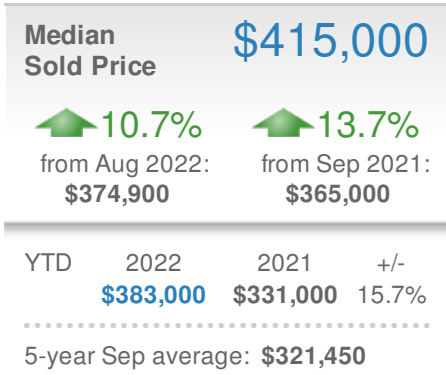 Median $415,000
Sold Price
10.7% 13.7%
from Aug 2022: from Sep 2021:
$374,900 $365,000
YTD 2022 2021 +/-
$383,000 $331,000 15.7%
5-year Sep average: $321,450